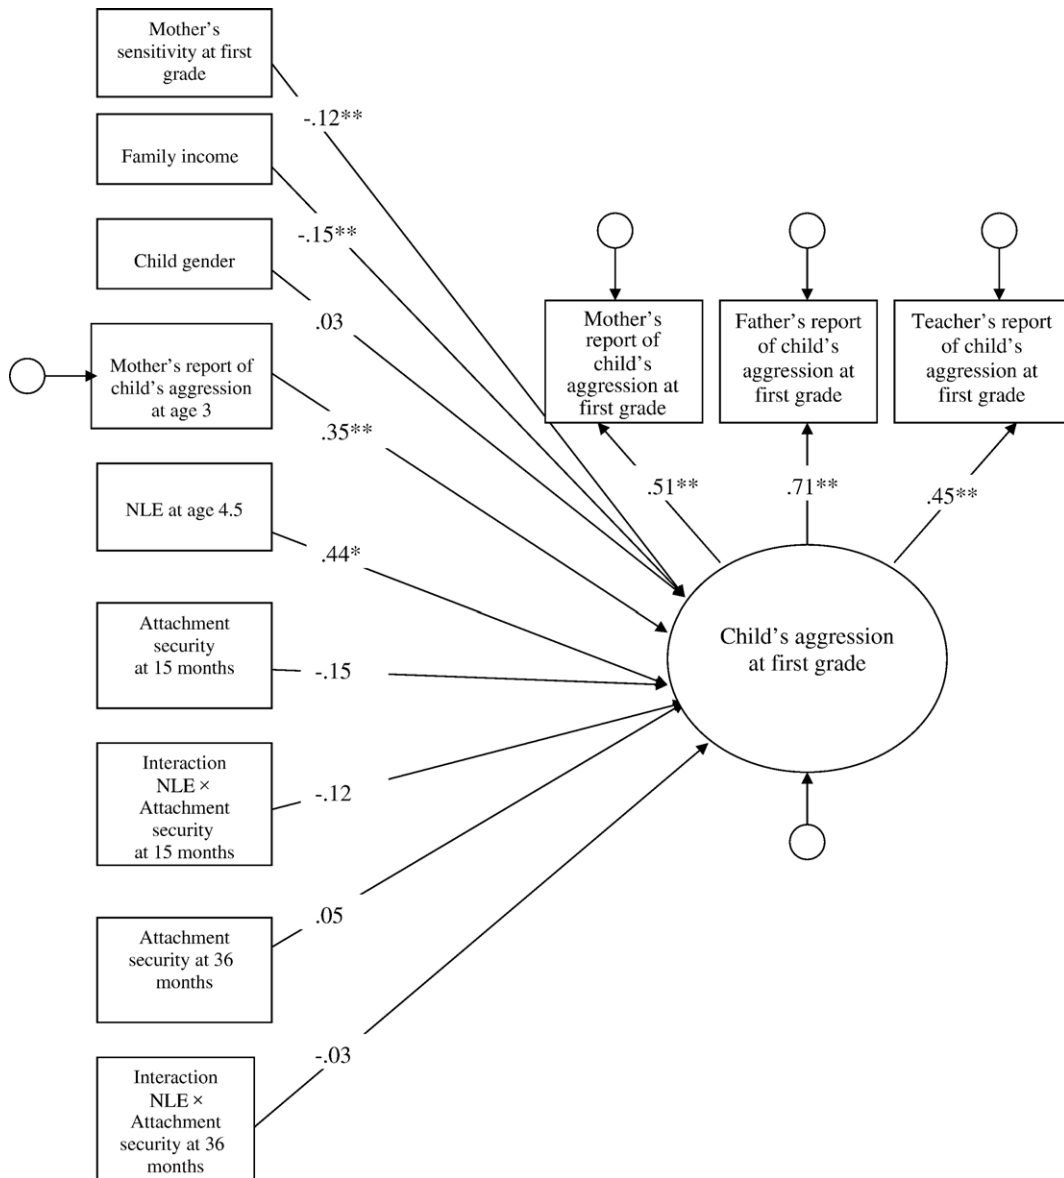 Mother's
sensitivity at first
grade
-.12**
Family income
-.15**
Child gender
.03
Mother's report of
child's aggression
at age 3
.35**
NLE at age 4.5
.44*
Attachment
security
at 15 months
-.15
Interaction
NLE ×
Attachment
security
at 15 months
-.12
Attachment
security at 36
months
.05
Interaction
NLE ×
Attachment
security at 36
months
-.03
Mother's
report of
child's
aggression at
first grade
Father's report
of child's
aggression at
first grade
Teacher's report
of child's
aggression at
first grade
.51**
.71**
.45**
Child's aggression
at first grade